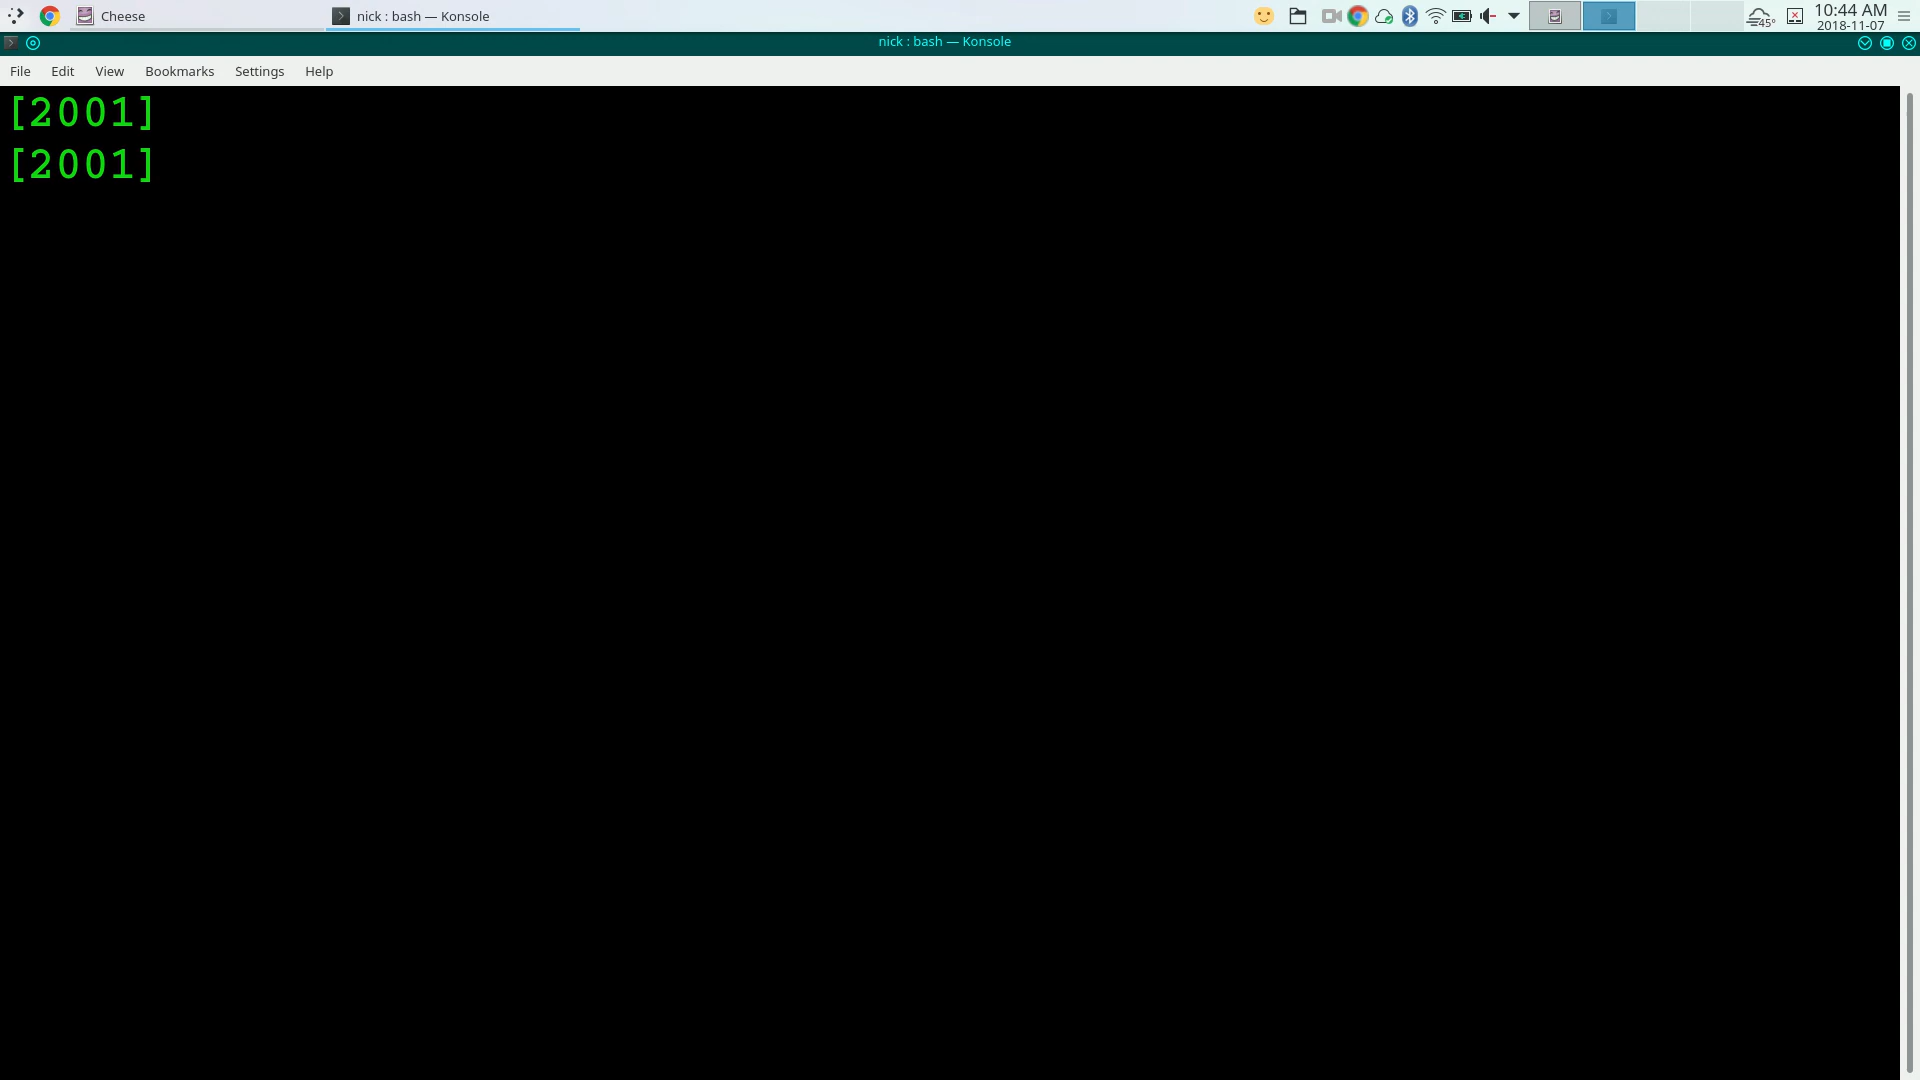 Cheese
nick : bash — Konsole
45°
10:44 AM
2018-11-07
nick : bash — Konsole
File Edit View Bookmarks Settings Help
[2001]
[2001]